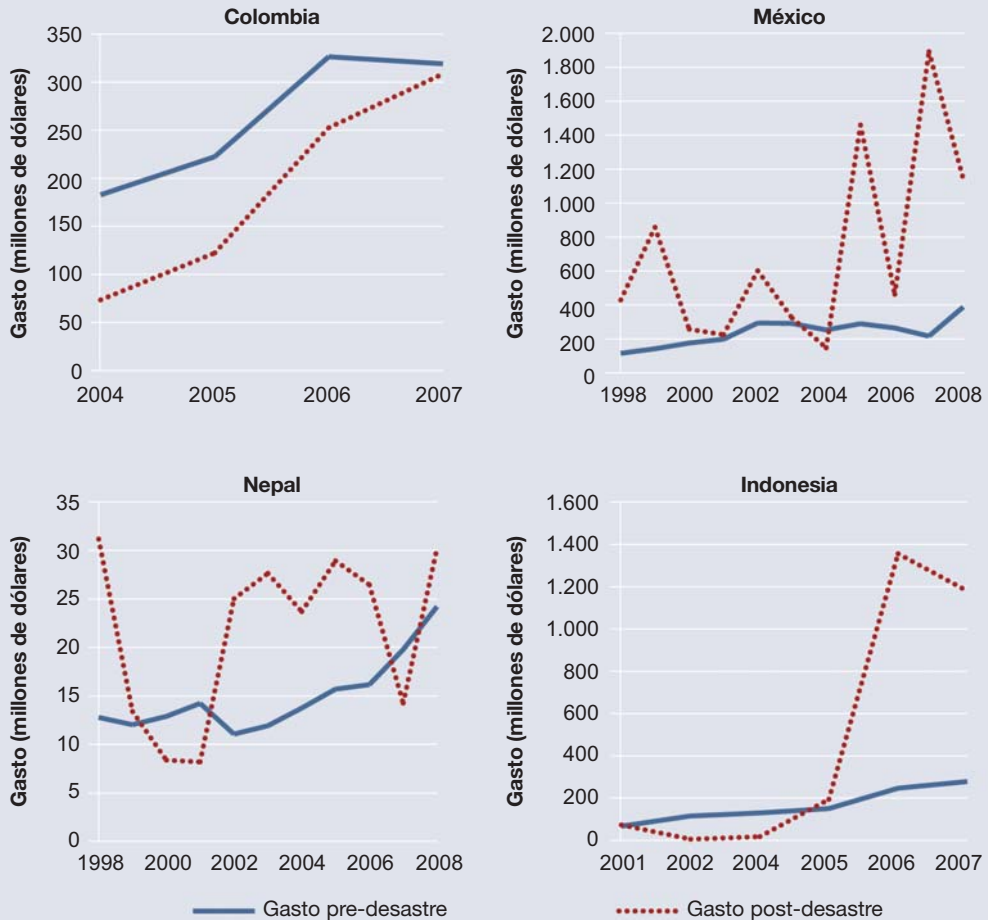 Colombia
Gasto (millones de dólares)
350
300
250
200
150
100
50
0
2004 2005 2006 2007
México
Gasto (millones de dólares)
2.000
1.800
1.600
1.400
1.200
1.000
800
600
400
200
0
1998 2000 2002 2004 2006 2008
Nepal
Gasto (millones de dólares)
35
30
25
20
15
10
5
0
1998 2000 2002 2004 2006 2008
Indonesia
Gasto (millones de dólares)
1.600
1.400
1.200
1.000
800
600
400
200
0
2001 2002 2004 2005 2006 2007
Gasto pre-desastre Gasto post-desastre